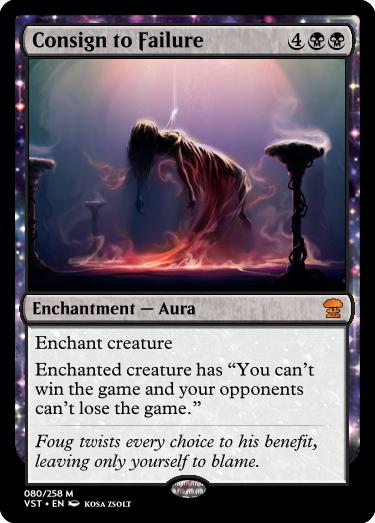 Consign to Failure 4
Enchantment — Aura
Enchant creature
Enchanted creature has “You can’t
win the game and your opponents
can’t lose the game.”
Foug twists every choice to his benefit,
leaving only yourself to blame.
080/258 M
VST • EN KOSA ZSOLT